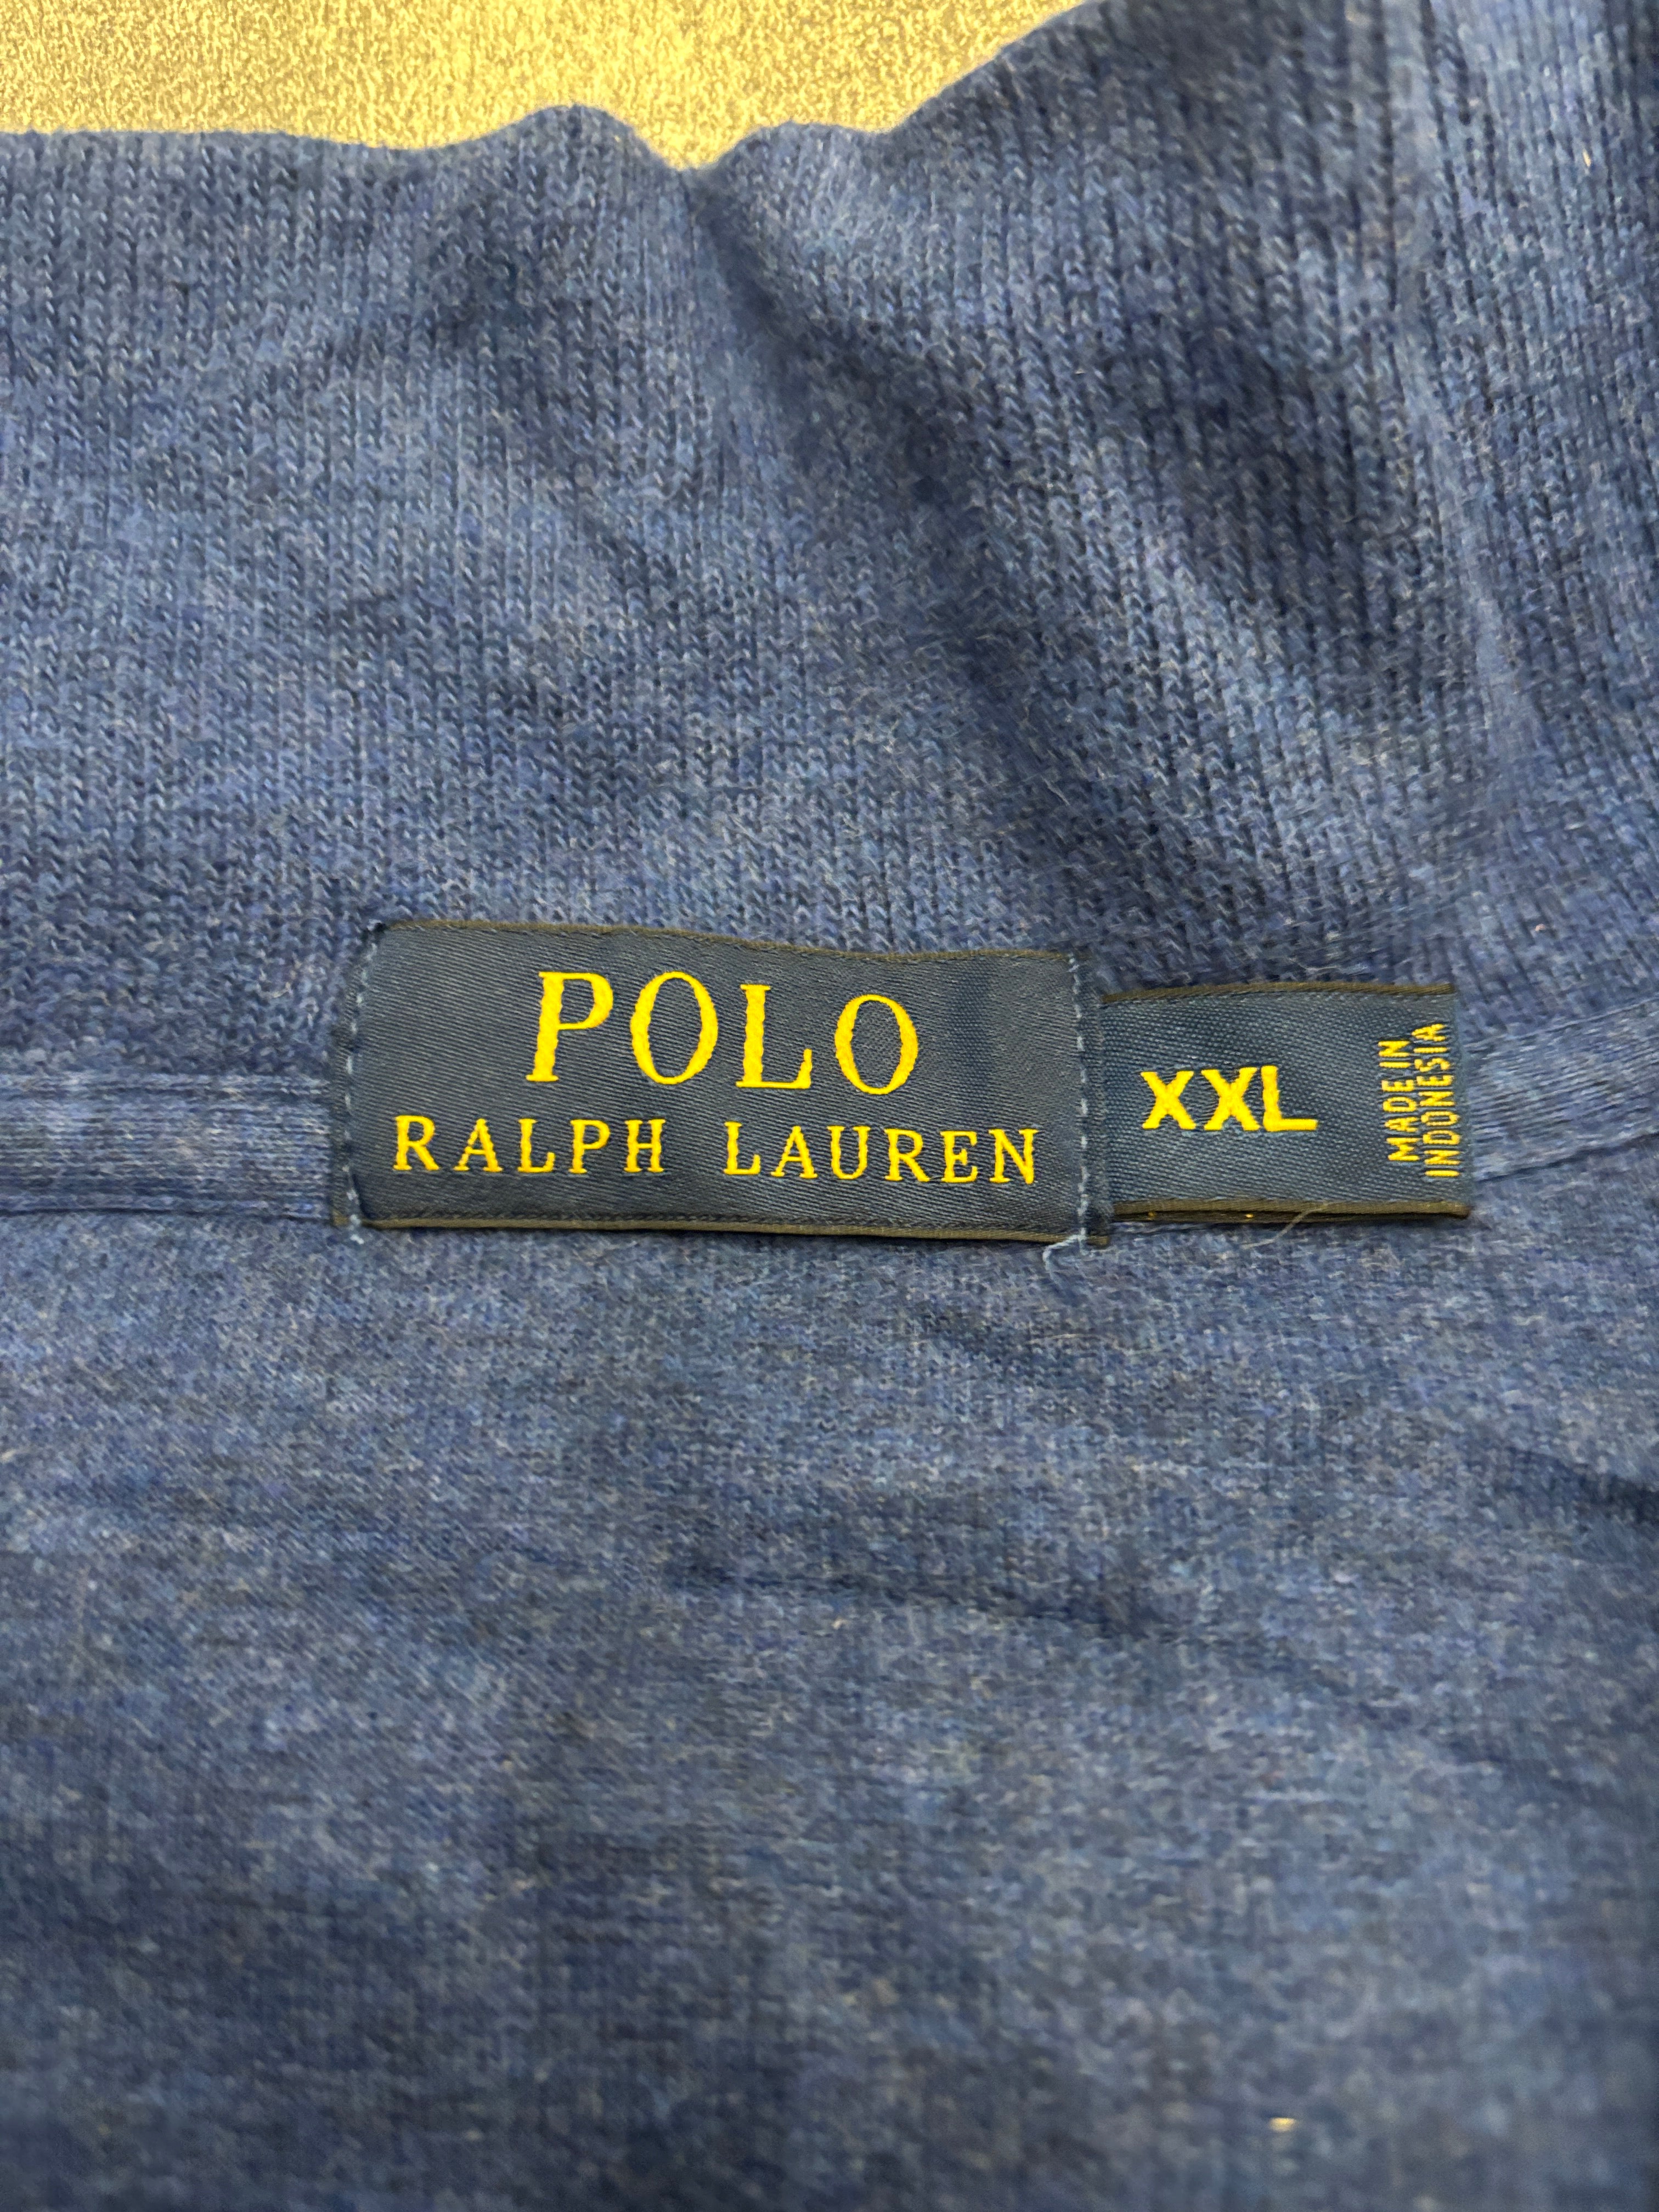 POLO
RALPH LAUREN
XXL
MADE IN
INDONESIA